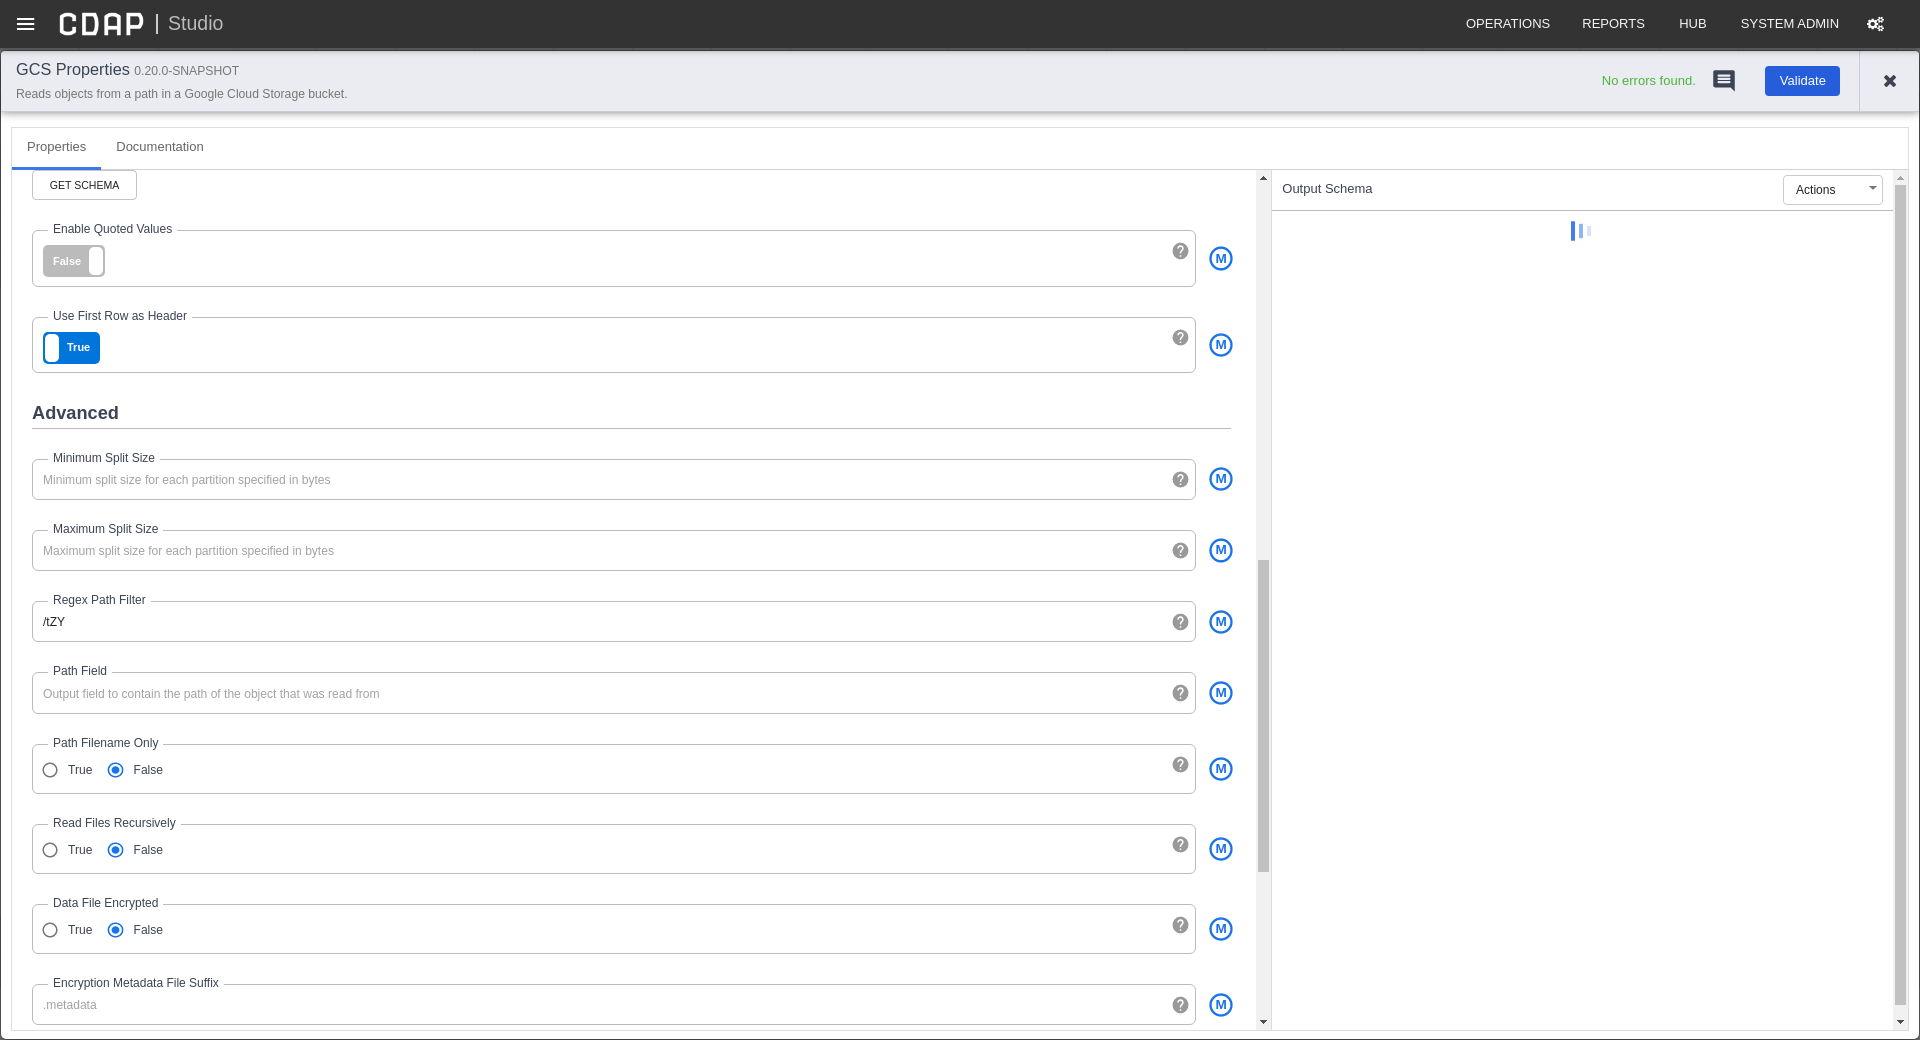 CDAP | Studio
OPERATIONS REPORTS HUB SYSTEM ADMIN
GCS Properties 0.20.0-SNAPSHOT
Reads objects from a path in a Google Cloud Storage bucket.
No errors found.
Validate
Properties Documentation
GET SCHEMA
Output Schema
Actions
Enable Quoted Values
False
M
Use First Row as Header
True
M
Advanced
Minimum Split Size
Minimum split size for each partition specified in bytes
M
Maximum Split Size
Maximum split size for each partition specified in bytes
M
Regex Path Filter
/tZY
M
Path Field
Output field to contain the path of the object that was read from
M
Path Filename Only
True False
M
Read Files Recursively
True False
M
Data File Encrypted
True False
M
Encryption Metadata File Suffix
.metadata
M